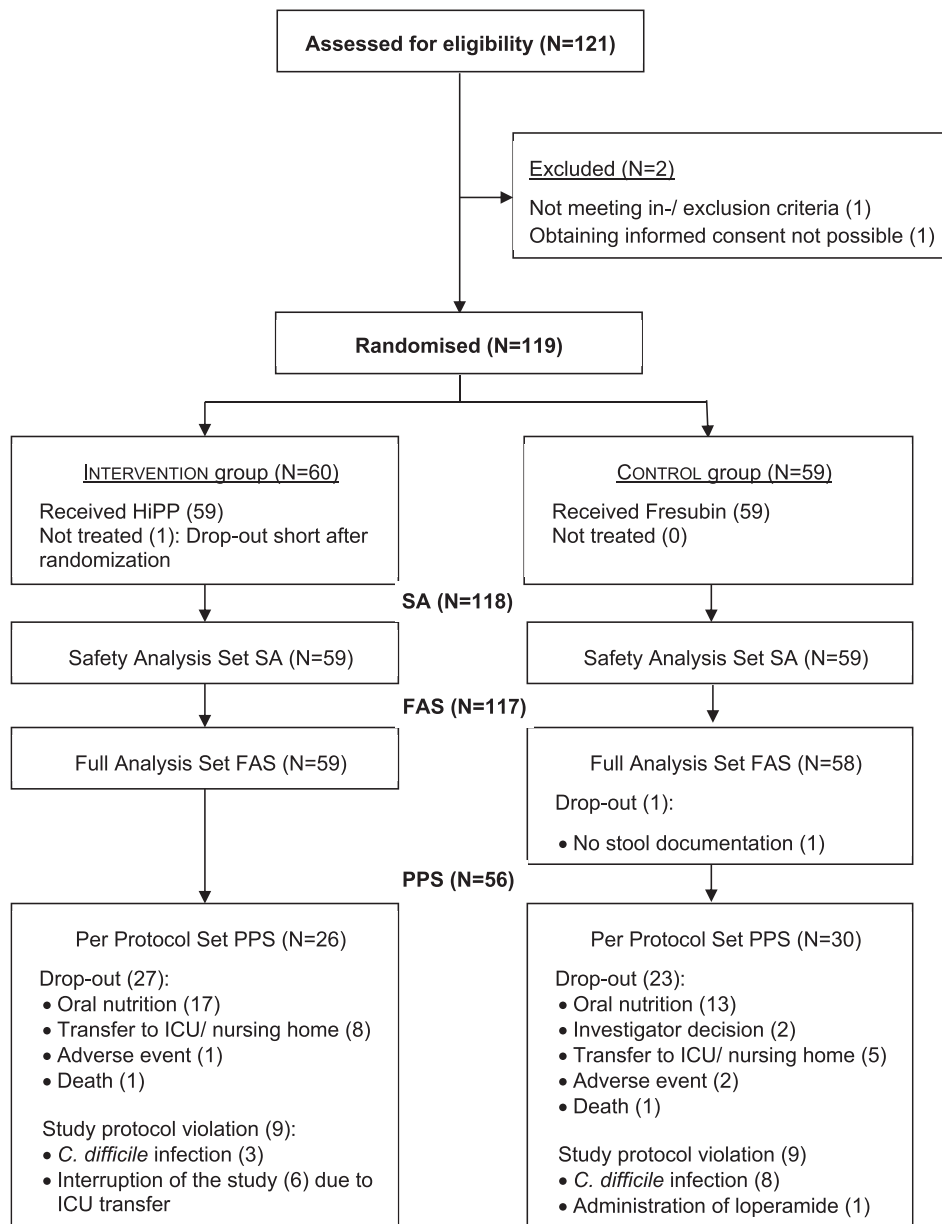 Assessed for eligibility (N=121)
Excluded (N=2)
Not meeting in-/ exclusion criteria (1)
Obtaining informed consent not possible (1)
Randomised (N=119)
INTERVENTION group (N=60)
Received HiPP (59)
Not treated (1): Drop-out short after
randomization
CONTROL group (N=59)
Received Fresubin (59)
Not treated (0)
SA (N=118)
Safety Analysis Set SA (N=59)
Safety Analysis Set SA (N=59)
FAS (N=117)
Full Analysis Set FAS (N=59)
Full Analysis Set FAS (N=58)
Drop-out (1):
• No stool documentation (1)
PPS (N=56)
Per Protocol Set PPS (N=26)
Drop-out (27):
• Oral nutrition (17)
• Transfer to ICU/ nursing home (8)
• Adverse event (1)
• Death (1)
Study protocol violation (9):
• C. difficile infection (3)
• Interruption of the study (6) due to
ICU transfer
Per Protocol Set PPS (N=30)
Drop-out (23):
• Oral nutrition (13)
• Investigator decision (2)
• Transfer to ICU/ nursing home (5)
• Adverse event (2)
• Death (1)
Study protocol violation (9)
• C. difficile infection (8)
• Administration of loperamide (1)